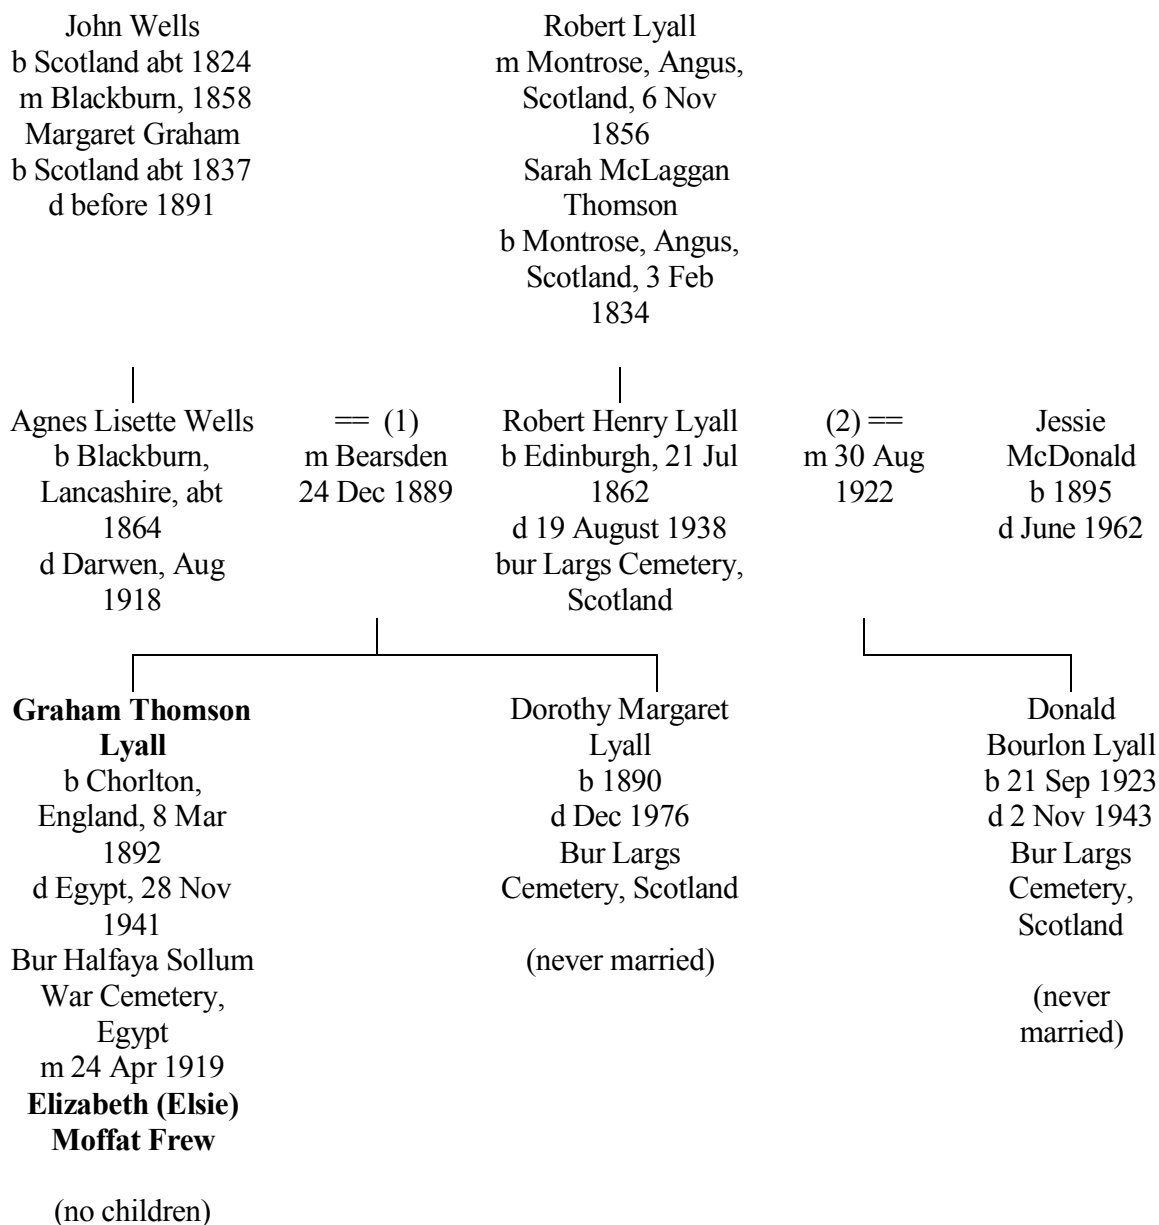 John Wells
b Scotland abt 1824
m Blackburn, 1858
Margaret Graham
b Scotland abt 1837
d before 1891
Robert Lyall
m Montrose, Angus,
Scotland, 6 Nov
1856
Sarah McLaggan
Thomson
b Montrose, Angus,
Scotland, 3 Feb
1834
Agnes Lisette Wells
b Blackburn,
Lancashire, abt
1864
d Darwen, Aug
1918
== (1)
m Bearsden
24 Dec 1889
Robert Henry Lyall
b Edinburgh, 21 Jul
1862
d 19 August 1938
bur Largs Cemetery,
Scotland
(2) ==
m 30 Aug
1922
Jessie
McDonald
b 1895
d June 1962
Graham Thomson
Lyall
b Chorlton,
England, 8 Mar
1892
d Egypt, 28 Nov
1941
Bur Halfaya Sollum
War Cemetery,
Egypt
m 24 Apr 1919
Elizabeth (Elsie)
Moffat Frew
(no children)
Dorothy Margaret
Lyall
b 1890
d Dec 1976
Bur Largs
Cemetery, Scotland
(never married)
Donald
Bourlon Lyall
b 21 Sep 1923
d 2 Nov 1943
Bur Largs
Cemetery,
Scotland
(never
married)